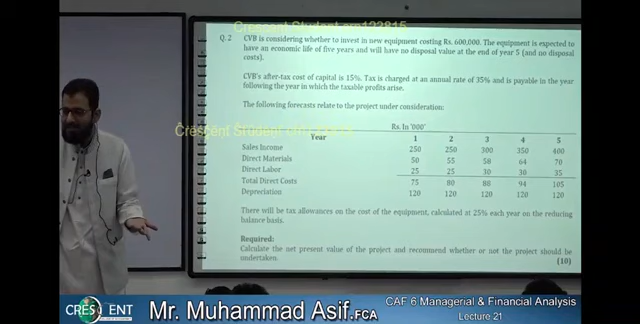 Crescent Student crp123815
Q. 2 CVB is considering whether to invest in new equipment costing Rs. 600,000. The equipment is expected to
have an economic life of five years and will have no disposal value at the end of year 5 (and no disposal
costs).
CVB's after-tax cost of capital is 15%. Tax is charged at an annual rate of 35% and is payable in the year
following the year in which the taxable profits arise.
The following forecasts relate to the project under consideration:
Rs. In '000'
Crescent Student
Year 1 2 3 4 5
Sales Income 250 250 300 350 400
Direct Materials 50 55 58 64 70
Direct Labor 25 25 30 30 35
Total Direct Costs 75 80 88 94 105
Depreciation 120 120 120 120 120
There will be tax allowances on the cost of the equipment, calculated at 25% each year on the reducing
balance basis.
Required:
Calculate the net present value of the project and recommend whether or not the project should be
undertaken. (10)
CRESCENT
Mr. Muhammad Asif.FCA
CAF 6 Managerial & Financial Analysis
Lecture 21